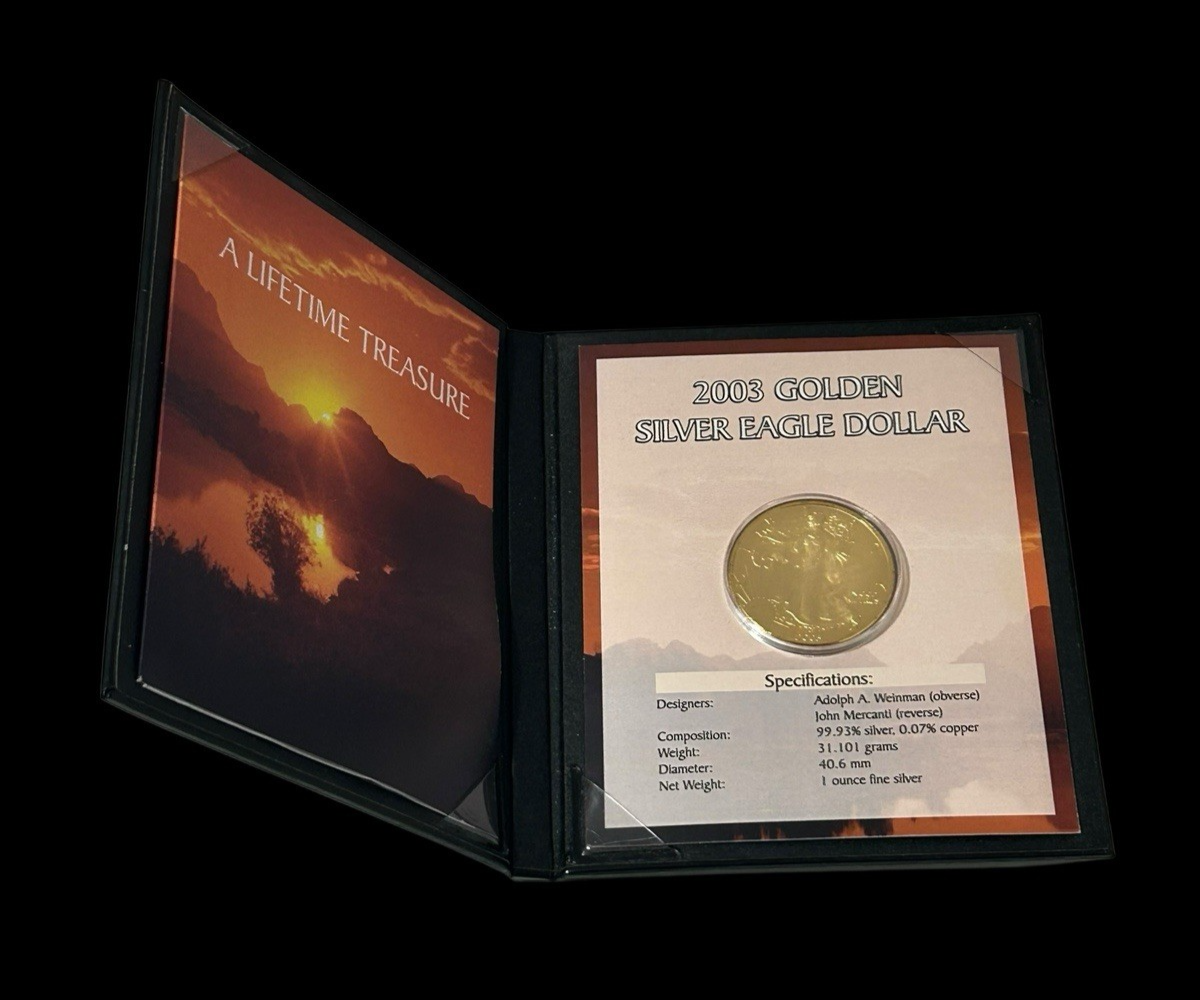 A LIFETIME TREASURE
2003 GOLDEN
SILVER EAGLE DOLLAR
Specifications:
Designers: Adolph A. Weinman (obverse)
John Mercanti (reverse)
Composition: 99.93% silver, 0.07% copper
Weight: 31.101 grams
Diameter: 40.6 mm
Net Weight: 1 ounce fine silver